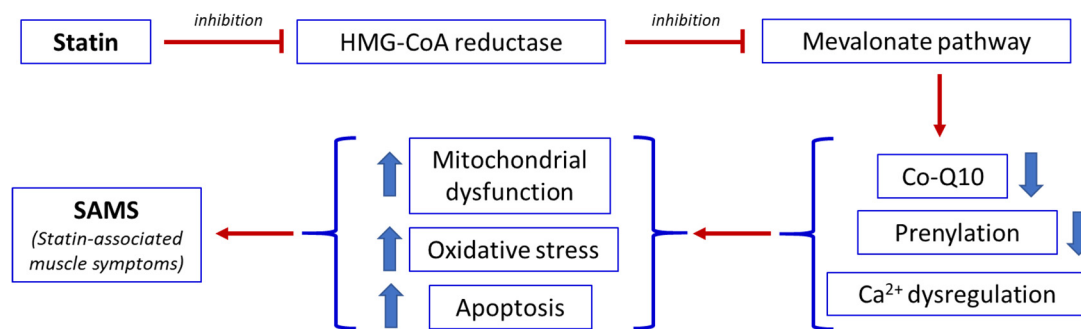 inhibition
inhibition
Statin
HMG-CoA reductase
Mevalonate pathway
Mitochondrial
dysfunction
Oxidative stress
Apoptosis
Co-Q10
Prenylation
Ca²⁺ dysregulation
SAMS
(Statin-associated
muscle symptoms)